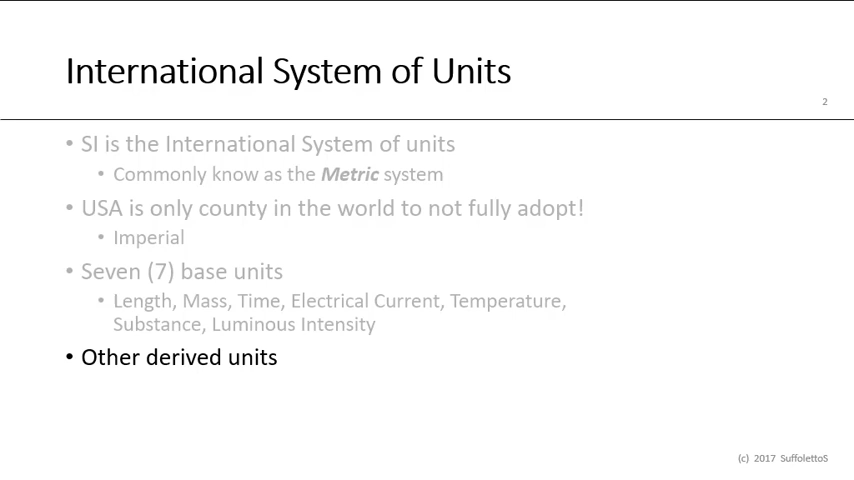 International System of Units
2
• SI is the International System of units
• Commonly know as the Metric system
• USA is only county in the world to not fully adopt!
• Imperial
• Seven (7) base units
• Length, Mass, Time, Electrical Current, Temperature,
Substance, Luminous Intensity
• Other derived units
(c) 2017 SuffolettoS